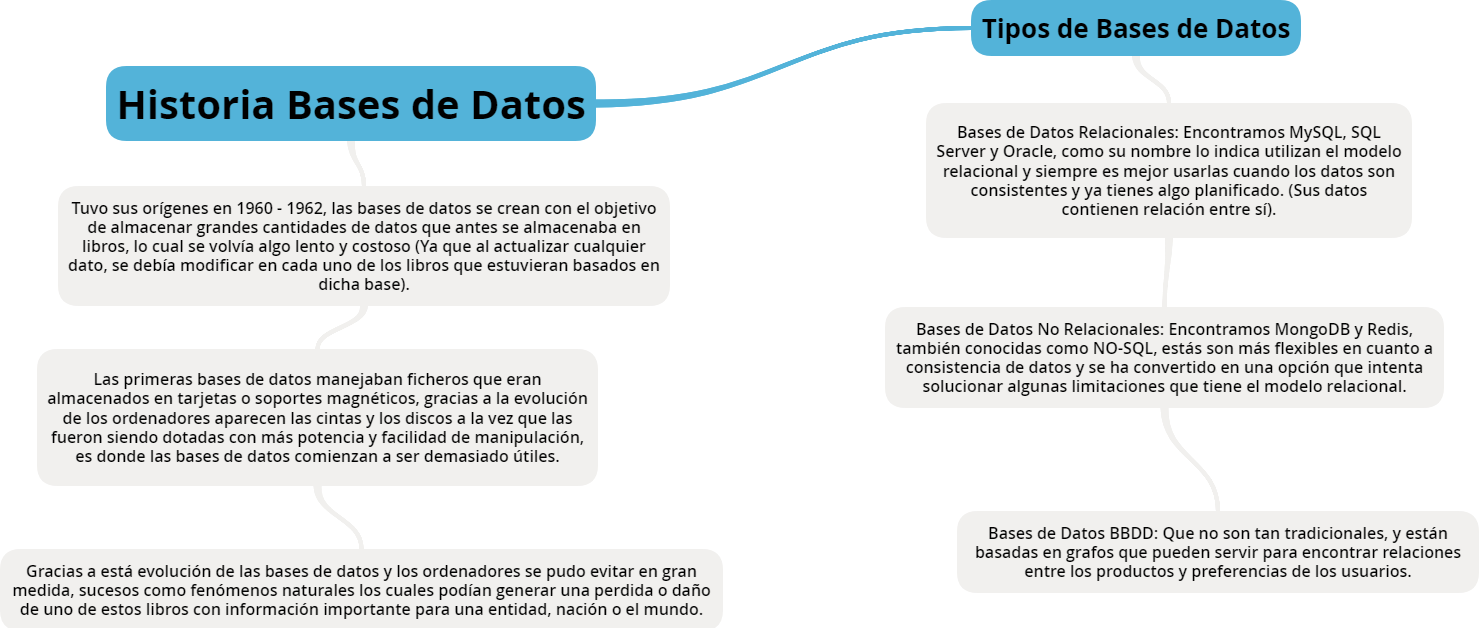 Historia Bases de Datos
Tuvo sus orígenes en 1960 - 1962, las bases de datos se crean con el objetivo
de almacenar grandes cantidades de datos que antes se almacenaba en
libros, lo cual se volvía algo lento y costoso (Ya que al actualizar cualquier
dato, se debía modificar en cada uno de los libros que estuvieran basados en
dicha base).
Las primeras bases de datos manejaban ficheros que eran
almacenados en tarjetas o soportes magnéticos, gracias a la evolución
de los ordenadores aparecen las cintas y los discos a la vez que las
fueron siendo dotadas con más potencia y facilidad de manipulación,
es donde las bases de datos comienzan a ser demasiado útiles.
Gracias a está evolución de las bases de datos y los ordenadores se pudo evitar en gran
medida, sucesos como fenómenos naturales los cuales podían generar una perdida o daño
de uno de estos libros con información importante para una entidad, nación o el mundo.
Tipos de Bases de Datos
Bases de Datos Relacionales: Encontramos MySQL, SQL
Server y Oracle, como su nombre lo indica utilizan el modelo
relacional y siempre es mejor usarlas cuando los datos son
consistentes y ya tienes algo planificado. (Sus datos
contienen relación entre sí).
Bases de Datos No Relacionales: Encontramos MongoDB y Redis,
también conocidas como NO-SQL, estás son más flexibles en cuanto a
consistencia de datos y se ha convertido en una opción que intenta
solucionar algunas limitaciones que tiene el modelo relacional.
Bases de Datos BBDD: Que no son tan tradicionales, y están
basadas en grafos que pueden servir para encontrar relaciones
entre los productos y preferencias de los usuarios.